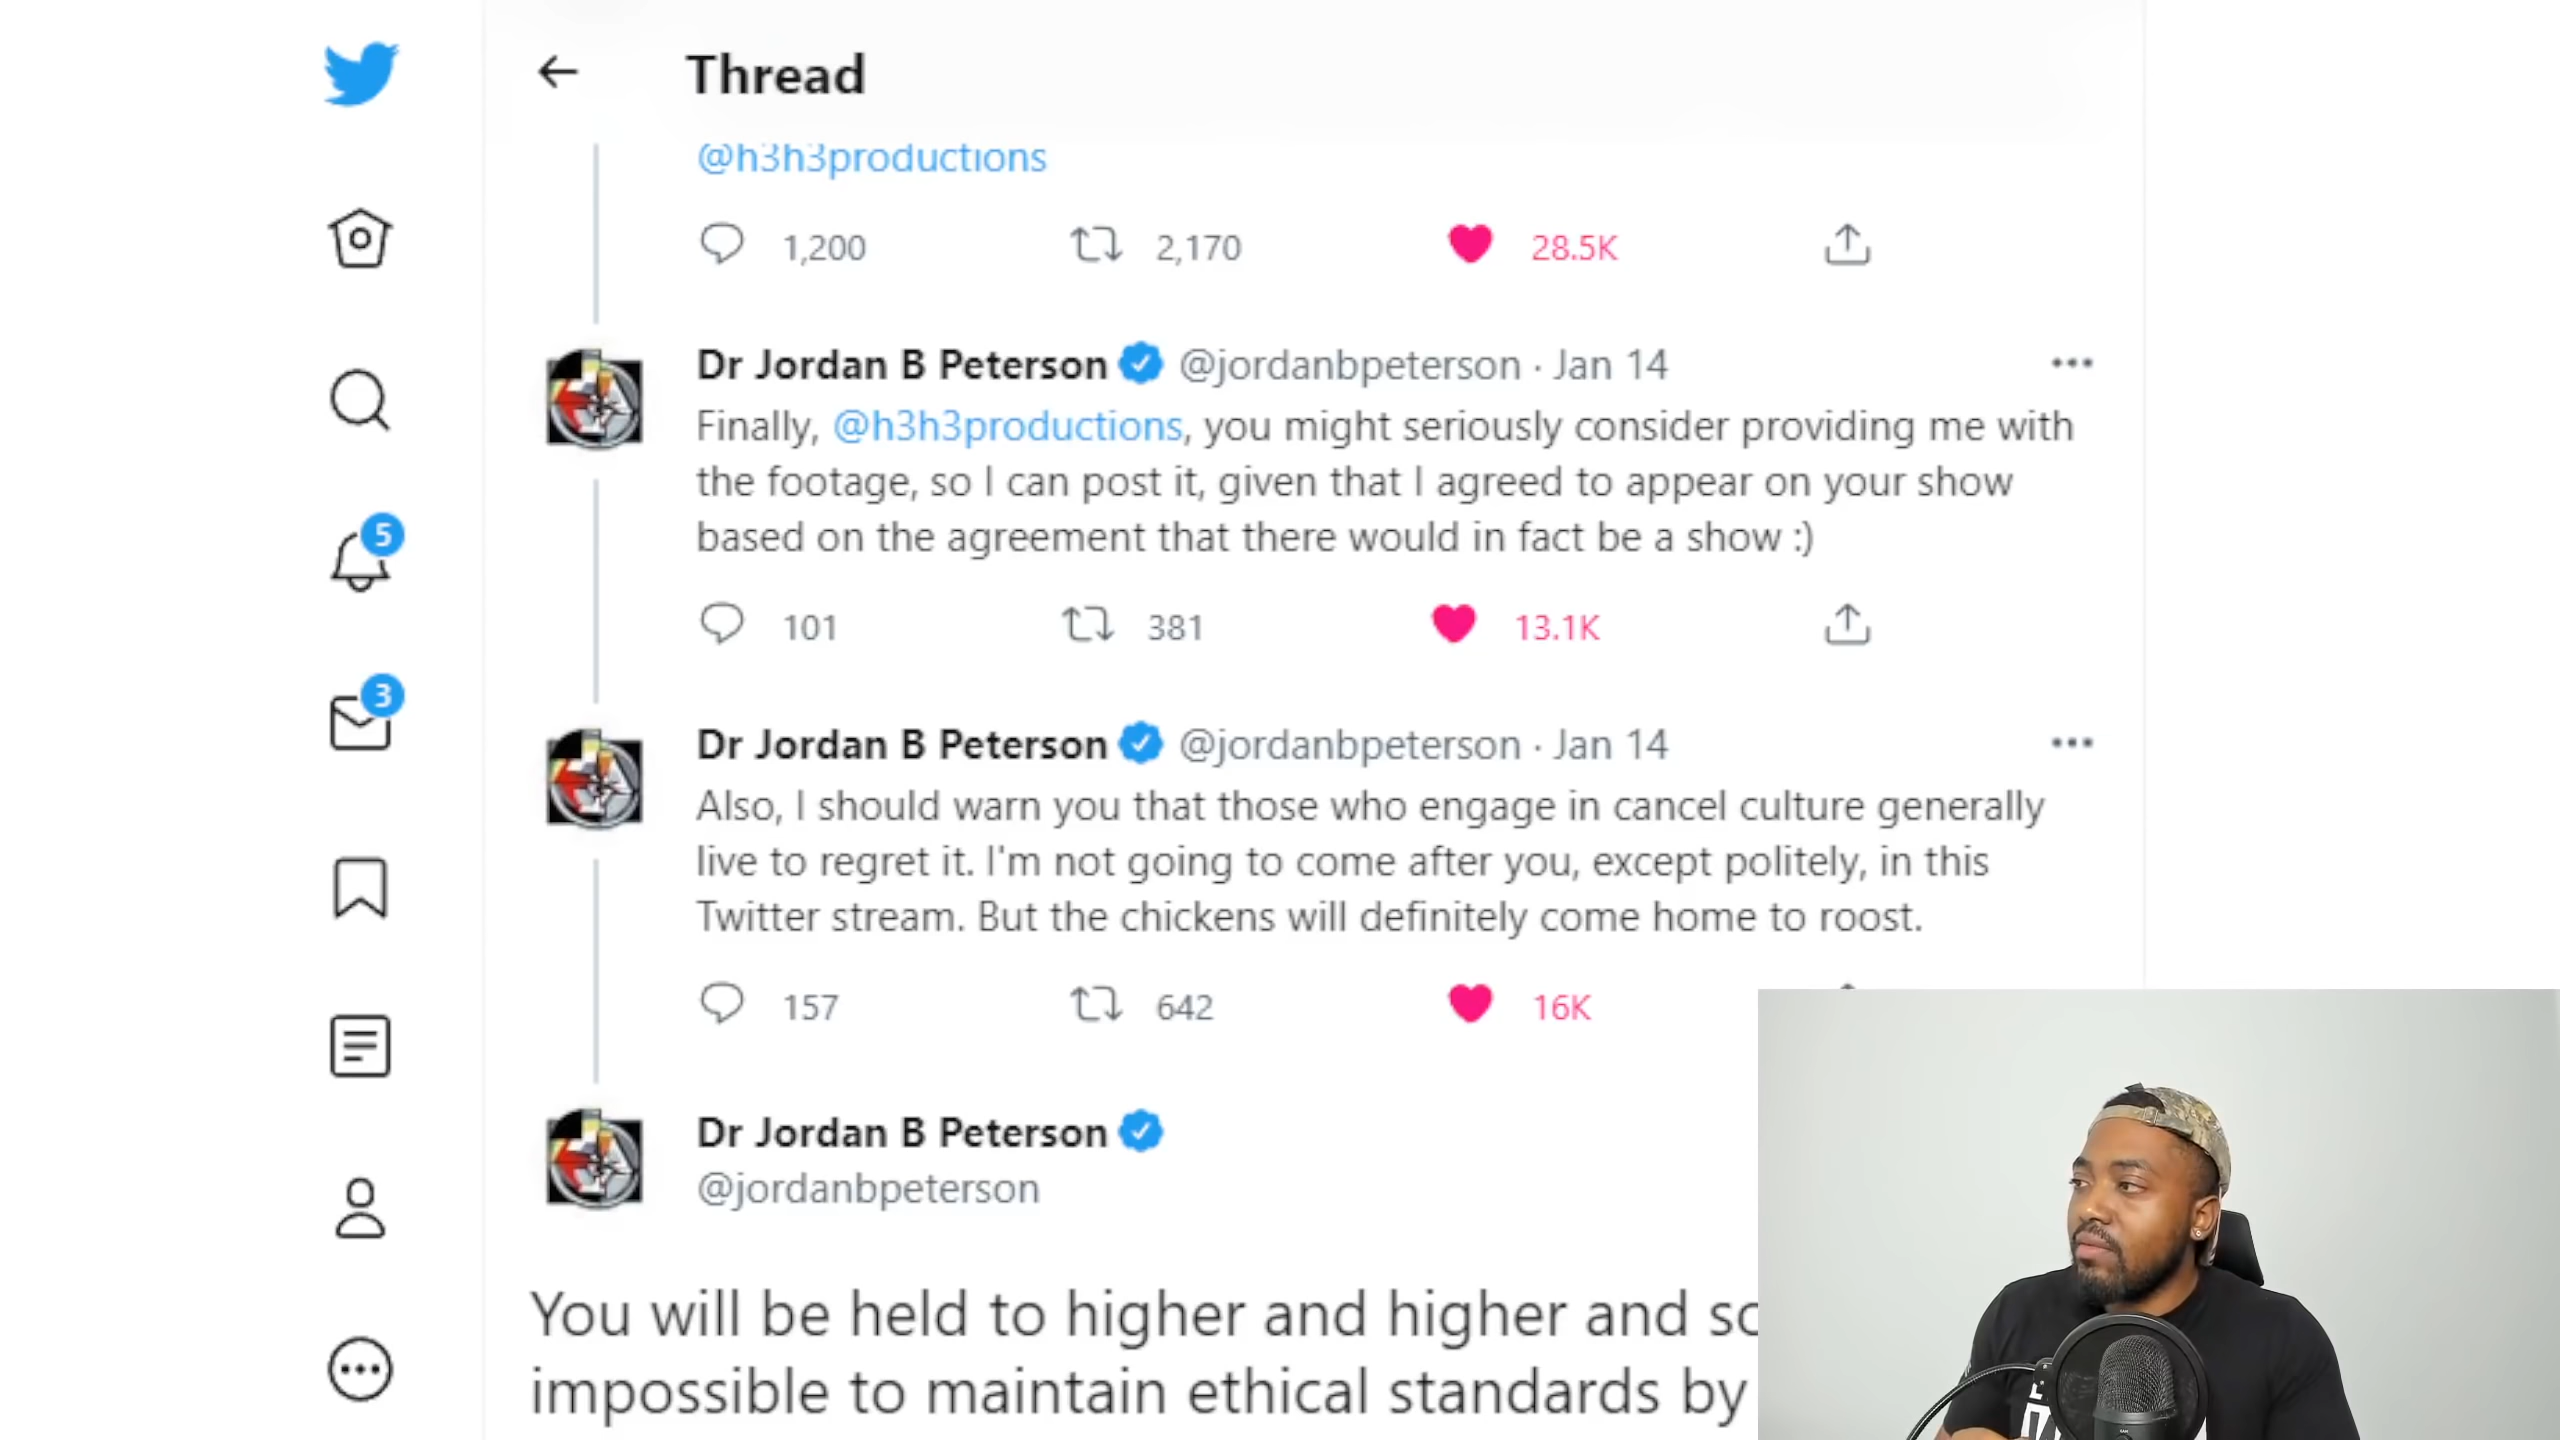 Thread
@h3h3productions
1,200 2,170 28.5K
Dr Jordan B Peterson @jordanbpeterson · Jan 14
Finally, @h3h3productions, you might seriously consider providing me with
the footage, so I can post it, given that I agreed to appear on your show
based on the agreement that there would in fact be a show :)
5
101 381 13.1K
3
Dr Jordan B Peterson @jordanbpeterson · Jan 14
Also, I should warn you that those who engage in cancel culture generally
live to regret it. I'm not going to come after you, except politely, in this
Twitter stream. But the chickens will definitely come home to roost.
157 642 16K
Dr Jordan B Peterson
@jordanbpeterson
You will be held to higher and higher and
impossible to maintain ethical standards by